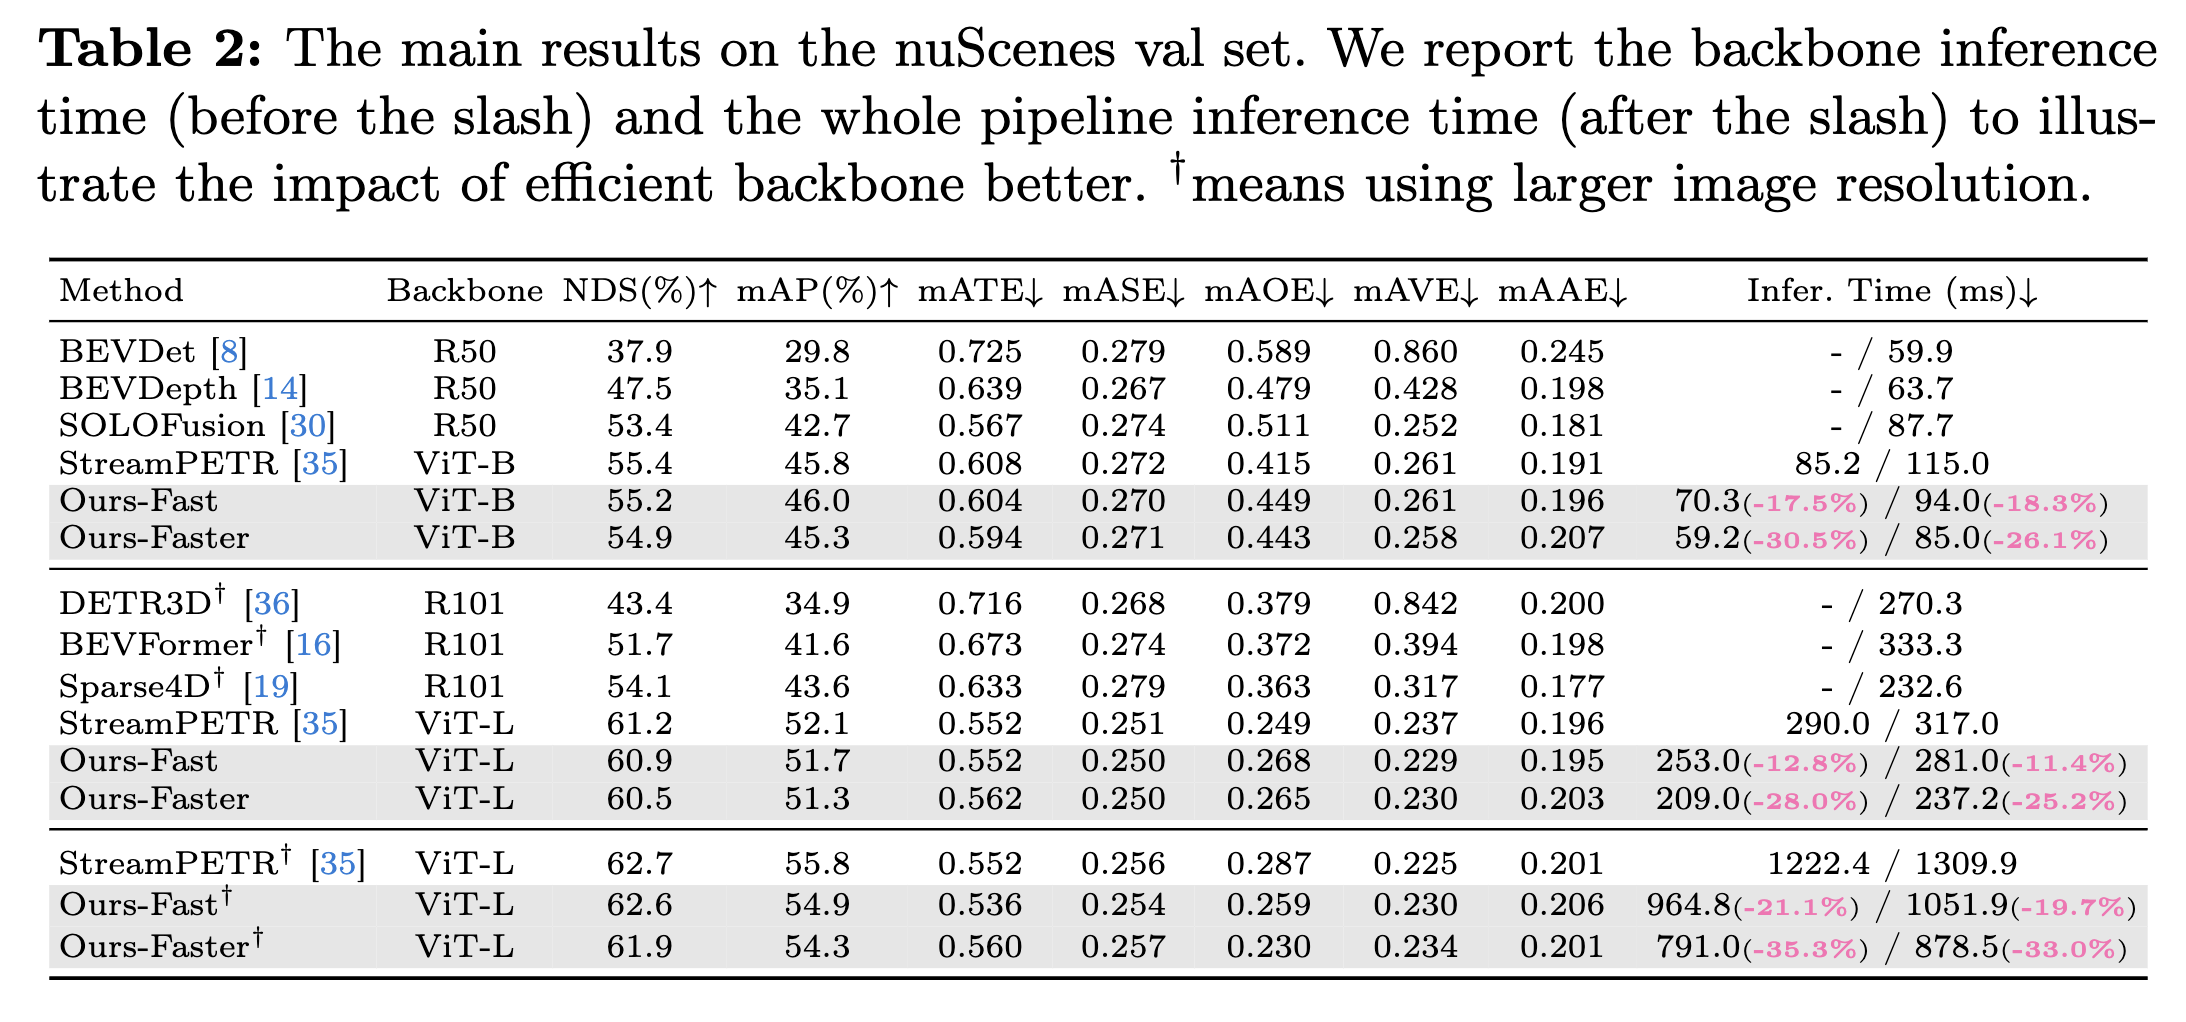 Table 2: The main results on the nuScenes val set. We report the backbone inference
time (before the slash) and the whole pipeline inference time (after the slash) to illus-
trate the impact of efficient backbone better. †means using larger image resolution.
Method Backbone NDS(%)↑ mAP(%)↑ mATE↓ mASE↓ mAOE↓ mAVE↓ mAAE↓ Infer. Time (ms)↓
BEVDet [8] R50 37.9 29.8 0.725 0.279 0.589 0.860 0.245 - / 59.9
BEVDepth [14] R50 47.5 35.1 0.639 0.267 0.479 0.428 0.198 - / 63.7
SOLOFusion [30] R50 53.4 42.7 0.567 0.274 0.511 0.252 0.181 - / 87.7
StreamPETR [35] ViT-B 55.4 45.8 0.608 0.272 0.415 0.261 0.191 85.2 / 115.0
Ours-Fast ViT-B 55.2 46.0 0.604 0.270 0.449 0.261 0.196 70.3(-17.5%) / 94.0(-18.3%)
Ours-Faster ViT-B 54.9 45.3 0.594 0.271 0.443 0.258 0.207 59.2(-30.5%) / 85.0(-26.1%)
DETR3D† [36] R101 43.4 34.9 0.716 0.268 0.379 0.842 0.200 - / 270.3
BEVFormer† [16] R101 51.7 41.6 0.673 0.274 0.372 0.394 0.198 - / 333.3
Sparse4D† [19] R101 54.1 43.6 0.633 0.279 0.363 0.317 0.177 - / 232.6
StreamPETR [35] ViT-L 61.2 52.1 0.552 0.251 0.249 0.237 0.196 290.0 / 317.0
Ours-Fast ViT-L 60.9 51.7 0.552 0.250 0.268 0.229 0.195 253.0(-12.8%) / 281.0(-11.4%)
Ours-Faster ViT-L 60.5 51.3 0.562 0.250 0.265 0.230 0.203 209.0(-28.0%) / 237.2(-25.2%)
StreamPETR† [35] ViT-L 62.7 55.8 0.552 0.256 0.287 0.225 0.201 1222.4 / 1309.9
Ours-Fast† ViT-L 62.6 54.9 0.536 0.254 0.259 0.230 0.206 964.8(-21.1%) / 1051.9(-19.7%)
Ours-Faster† ViT-L 61.9 54.3 0.560 0.257 0.230 0.234 0.201 791.0(-35.3%) / 878.5(-33.0%)